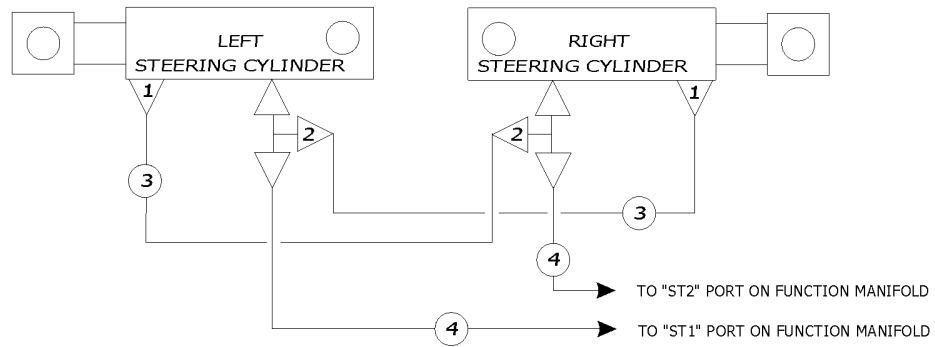 LEFT
STEERING CYLINDER
RIGHT
STEERING CYLINDER
1
1
2
2
3
3
4
TO "ST2" PORT ON FUNCTION MANIFOLD
4
TO "ST1" PORT ON FUNCTION MANIFOLD